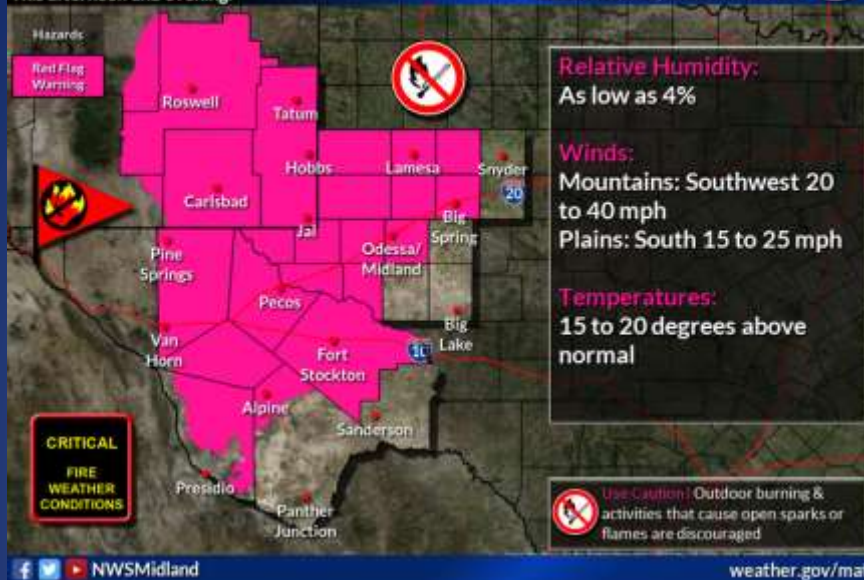 Hazards
Red Flag
Warning
Roswell
Tatum
Hobbs
Lamesa
Snyder
20
Carlsbad
Big
Spring
Jal
Odessa/
Midland
Pine
Springs
Pecos
Van
Horn
Big
Lake
10
Fort
Stockton
Alpine
Sanderson
Presidio
Panther
Junction
CRITICAL
FIRE
WEATHER
CONDITIONS
Relative Humidity:
As low as 4%
Winds:
Mountains: Southwest 20
to 40 mph
Plains: South 15 to 25 mph
Temperatures:
15 to 20 degrees above
normal
Use Caution! Outdoor burning &
activities that cause open sparks or
flames are discouraged
NWSMidland
weather.gov/ma